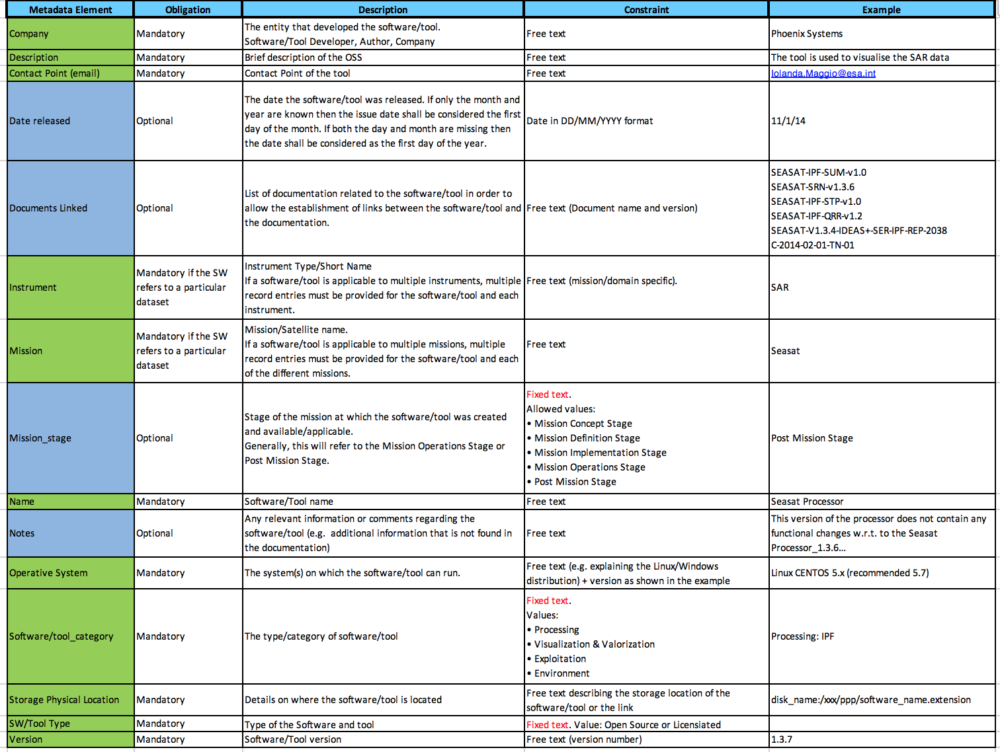 Metadata Element
Obligation
Description
Constraint
Example
Company
Mandatory
The entity that developed the software/tool.
Software/Tool Developer, Author, Company
Free text
Phoenix Systems
Description
Mandatory
Brief description of the OSS
Free text
The tool is used to visualise the SAR data
Contact Point (email)
Mandatory
Contact Point of the tool
Free text
Iolanda.Maggio@esa.int
Date released
Optional
The date the software/tool was released. If only the month and
year are known then the issue date shall be considered the first
day of the month. If both the day and month are missing then
the date shall be considered as the first day of the year.
Date in DD/MM/YYYY format
11/1/14
Documents Linked
Optional
List of documentation related to the software/tool in order to
allow the establishment of links between the software/tool and
the documentation.
Free text (Document name and version)
SEASAT-IPF-SUM-v1.0
SEASAT-SRN-v1.3.6
SEASAT-IPF-STP-v1.0
SEASAT-IPF-QRR-v1.2
SEASAT-V1.3.4-IDEAS+-SER-IPF-REP-2038
C-2014-02-01-TN-01
Instrument
Mandatory if the SW
refers to a particular
dataset
Instrument Type/Short Name
If a software/tool is applicable to multiple instruments, multiple
record entries must be provided for the software/tool and each
instrument.
Free text (mission/domain specific).
SAR
Mission
Mandatory if the SW
refers to a particular
dataset
Mission/Satellite name.
If a software/tool is applicable to multiple missions, multiple
record entries must be provided for the software/tool and each
of the different missions.
Free text
Seasat
Mission_stage
Optional
Stage of the mission at which the software/tool was created
and available/applicable.
Generally, this will refer to the Mission Operations Stage or
Post Mission Stage.
Fixed text.
Allowed values:
• Mission Concept Stage
• Mission Definition Stage
• Mission Implementation Stage
• Mission Operations Stage
• Post Mission Stage
Post Mission Stage
Name
Mandatory
Software/Tool name
Free text
Seasat Processor
Notes
Optional
Any relevant information or comments regarding the
software/tool (e.g. additional information that is not found in
the documentation)
Free text
This version of the processor does not contain any
functional changes w.r.t. to the Seasat
Processor_1.3.6...
Operative System
Mandatory
The system(s) on which the software/tool can run.
Free text (e.g. explaining the Linux/Windows
distribution) + version as shown in the example
Linux CENTOS 5.x (recommended 5.7)
Software/tool_category
Mandatory
The type/category of software/tool
Fixed text.
Values:
• Processing
• Visualization & Valorization
• Exploitation
• Environment
Processing: IPF
Storage Physical Location
Mandatory
Details on where the software/tool is located
Free text describing the storage location of the
software/tool or the link
disk_name:/xxx/ppp/software_name.extension
SW/Tool Type
Mandatory
Type of the Software and tool
Fixed text. Value: Open Source or Licensiated
Version
Mandatory
Software/Tool version
Free text (version number)
1.3.7